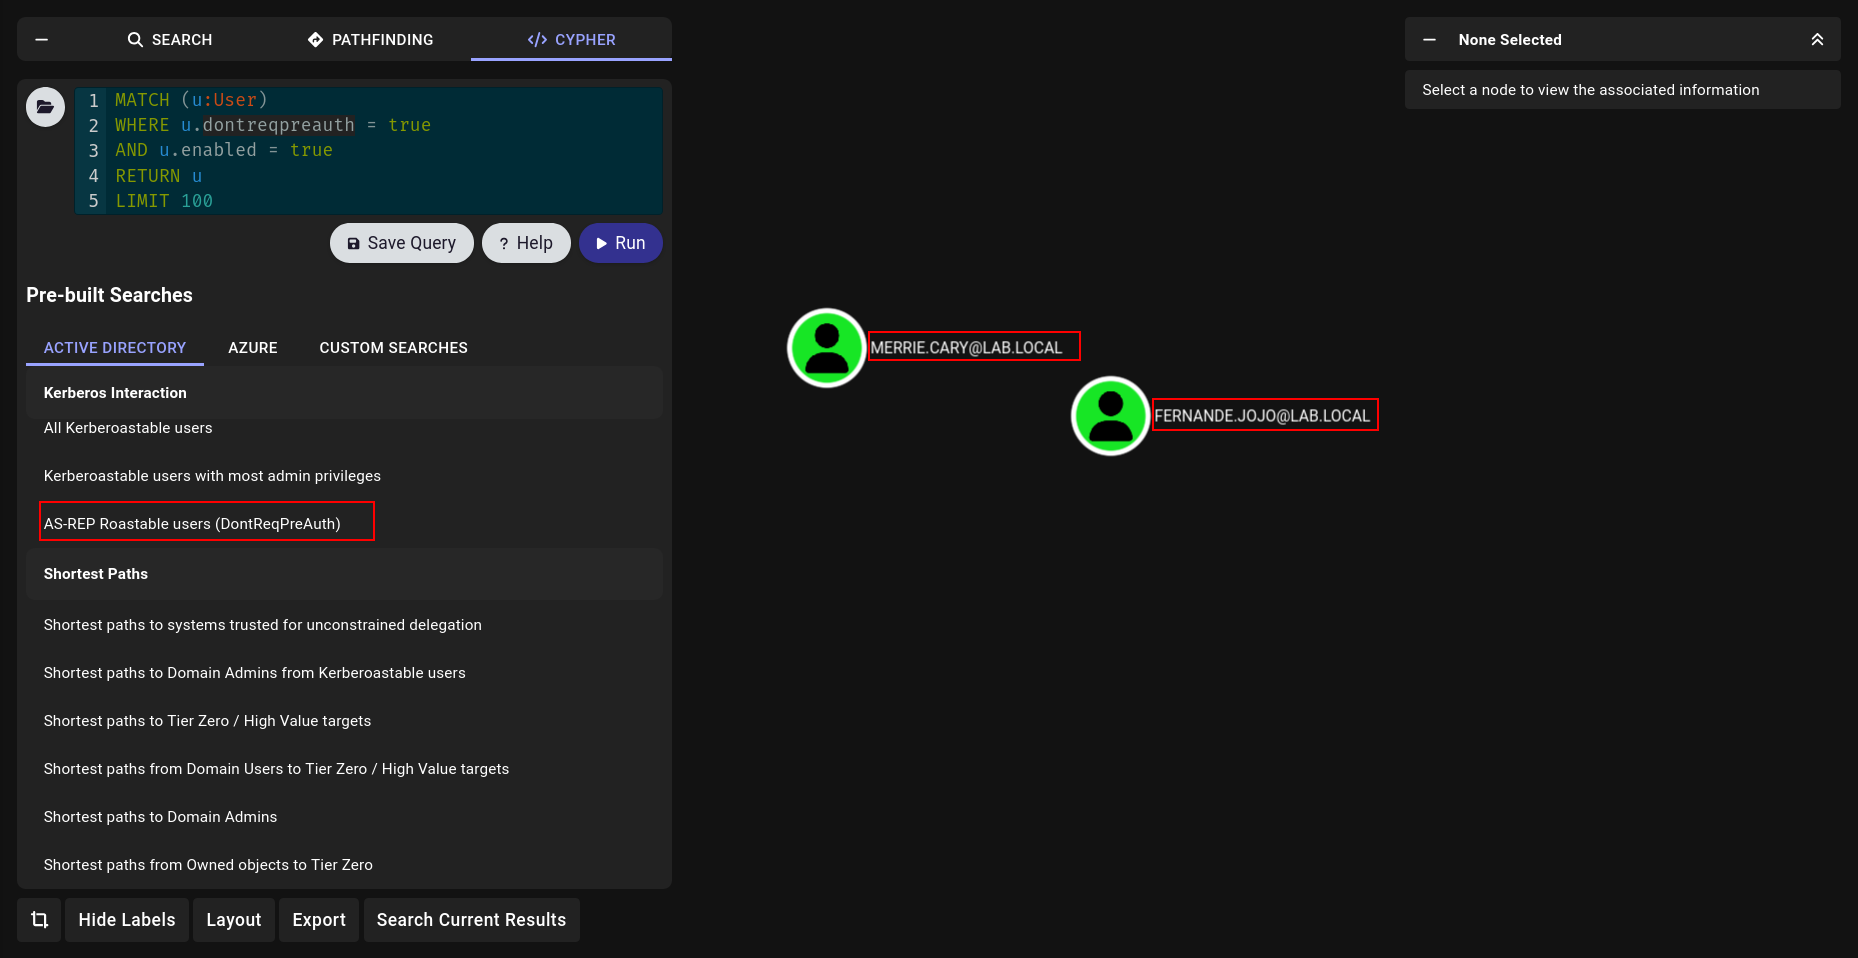 SEARCH
PATHFINDING
</> CYPHER
1 MATCH (u:User)
2 WHERE u.dontreqpreauth = true
3 AND u.enabled = true
4 RETURN u
5 LIMIT 100
Save Query
? Help
Run
Pre-built Searches
ACTIVE DIRECTORY
AZURE
CUSTOM SEARCHES
Kerberos Interaction
All Kerberoastable users
Kerberoastable users with most admin privileges
AS-REP Roastable users (DontReqPreAuth)
Shortest Paths
Shortest paths to systems trusted for unconstrained delegation
Shortest paths to Domain Admins from Kerberoastable users
Shortest paths to Tier Zero / High Value targets
Shortest paths from Domain Users to Tier Zero / High Value targets
Shortest paths to Domain Admins
Shortest paths from Owned objects to Tier Zero
Hide Labels
Layout
Export
Search Current Results
MERRIE.CARY@LAB.LOCAL
FERNANDE.JOJO@LAB.LOCAL
None Selected
Select a node to view the associated information